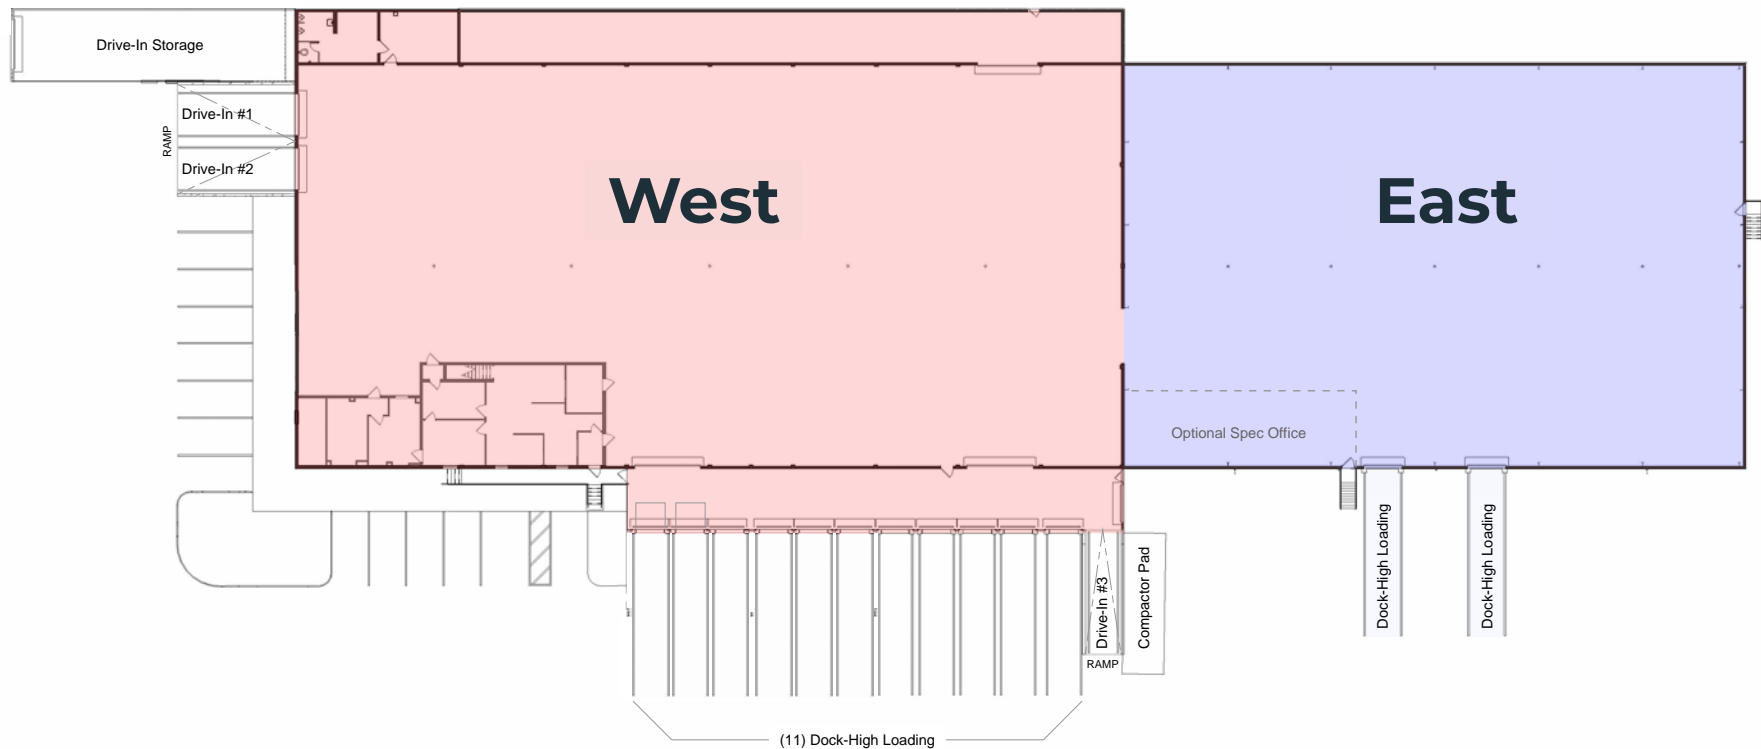 Drive-In Storage
Drive-In #1
RAMP
Drive-In #2
West
East
Optional Spec Office
Dock-High Loading
Dock-High Loading
Drive-In #3
Compactor Pad
RAMP
(11) Dock-High Loading